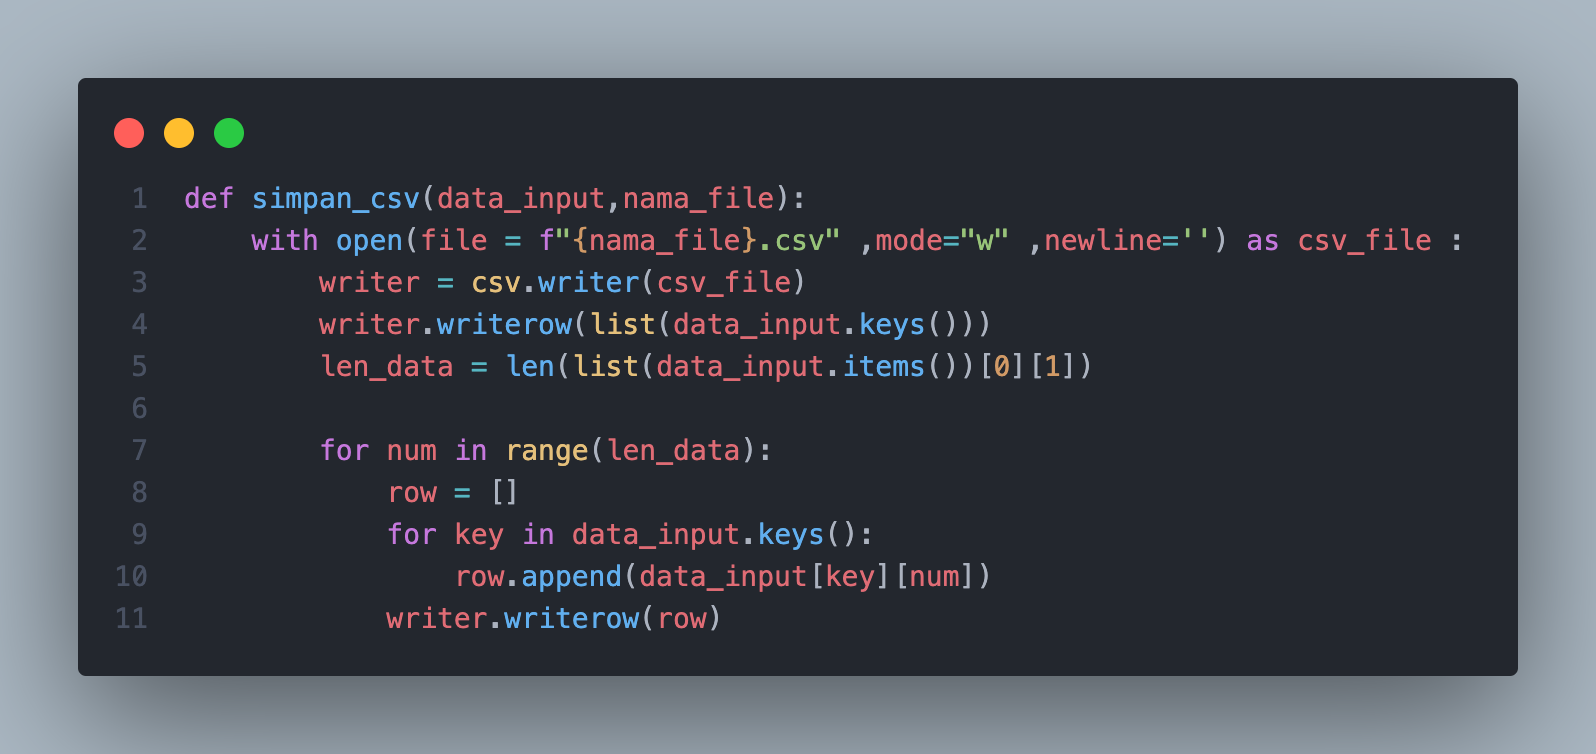 1 def simpan_csv(data_input,nama_file):
2     with open(file = f"{nama_file}.csv" ,mode="w" ,newline='') as csv_file :
3         writer = csv.writer(csv_file)
4         writer.writerow(list(data_input.keys()))
5         len_data = len(list(data_input.items())[0][1])
6
7         for num in range(len_data):
8             row = []
9             for key in data_input.keys():
10                 row.append(data_input[key][num])
11             writer.writerow(row)